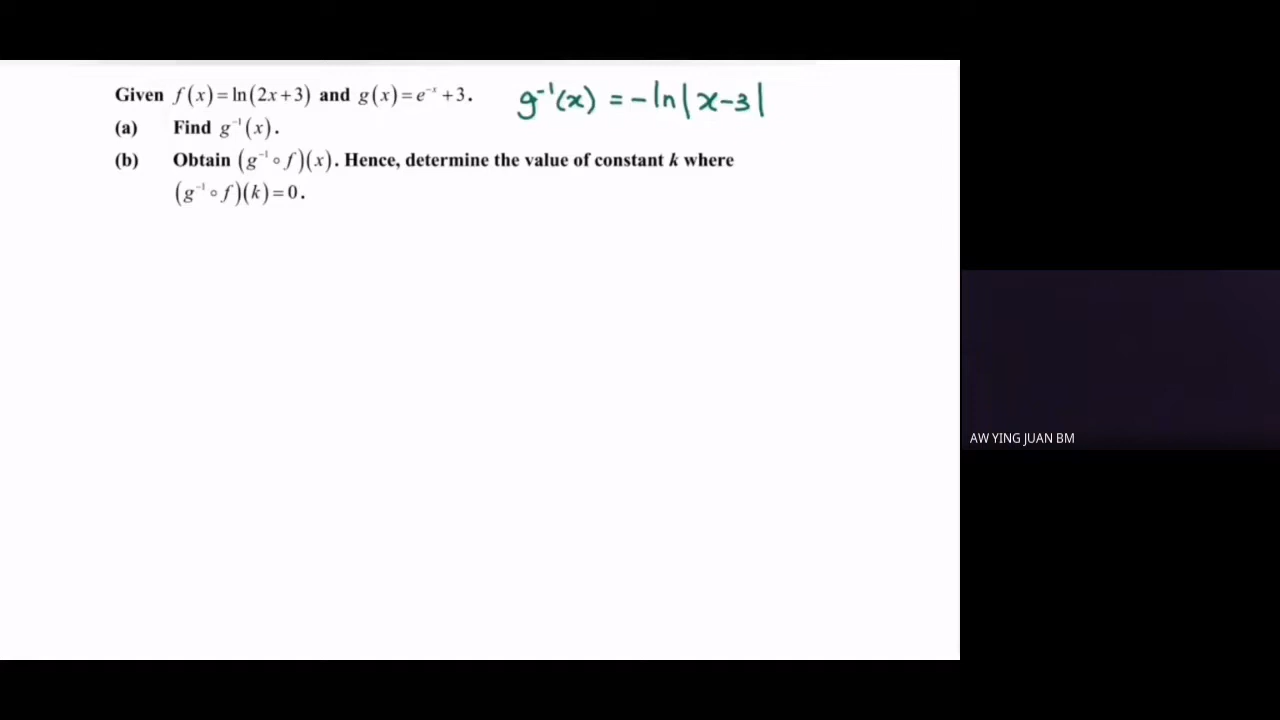 Given f(x)=ln(2x+3) and g(x)=e⁻ˣ+3. g⁻¹(x) = -ln|x-3|
(a) Find g⁻¹(x).
(b) Obtain (g⁻¹∘f)(x). Hence, determine the value of constant k where
(g⁻¹∘f)(k)=0.
AW YING JUAN BM